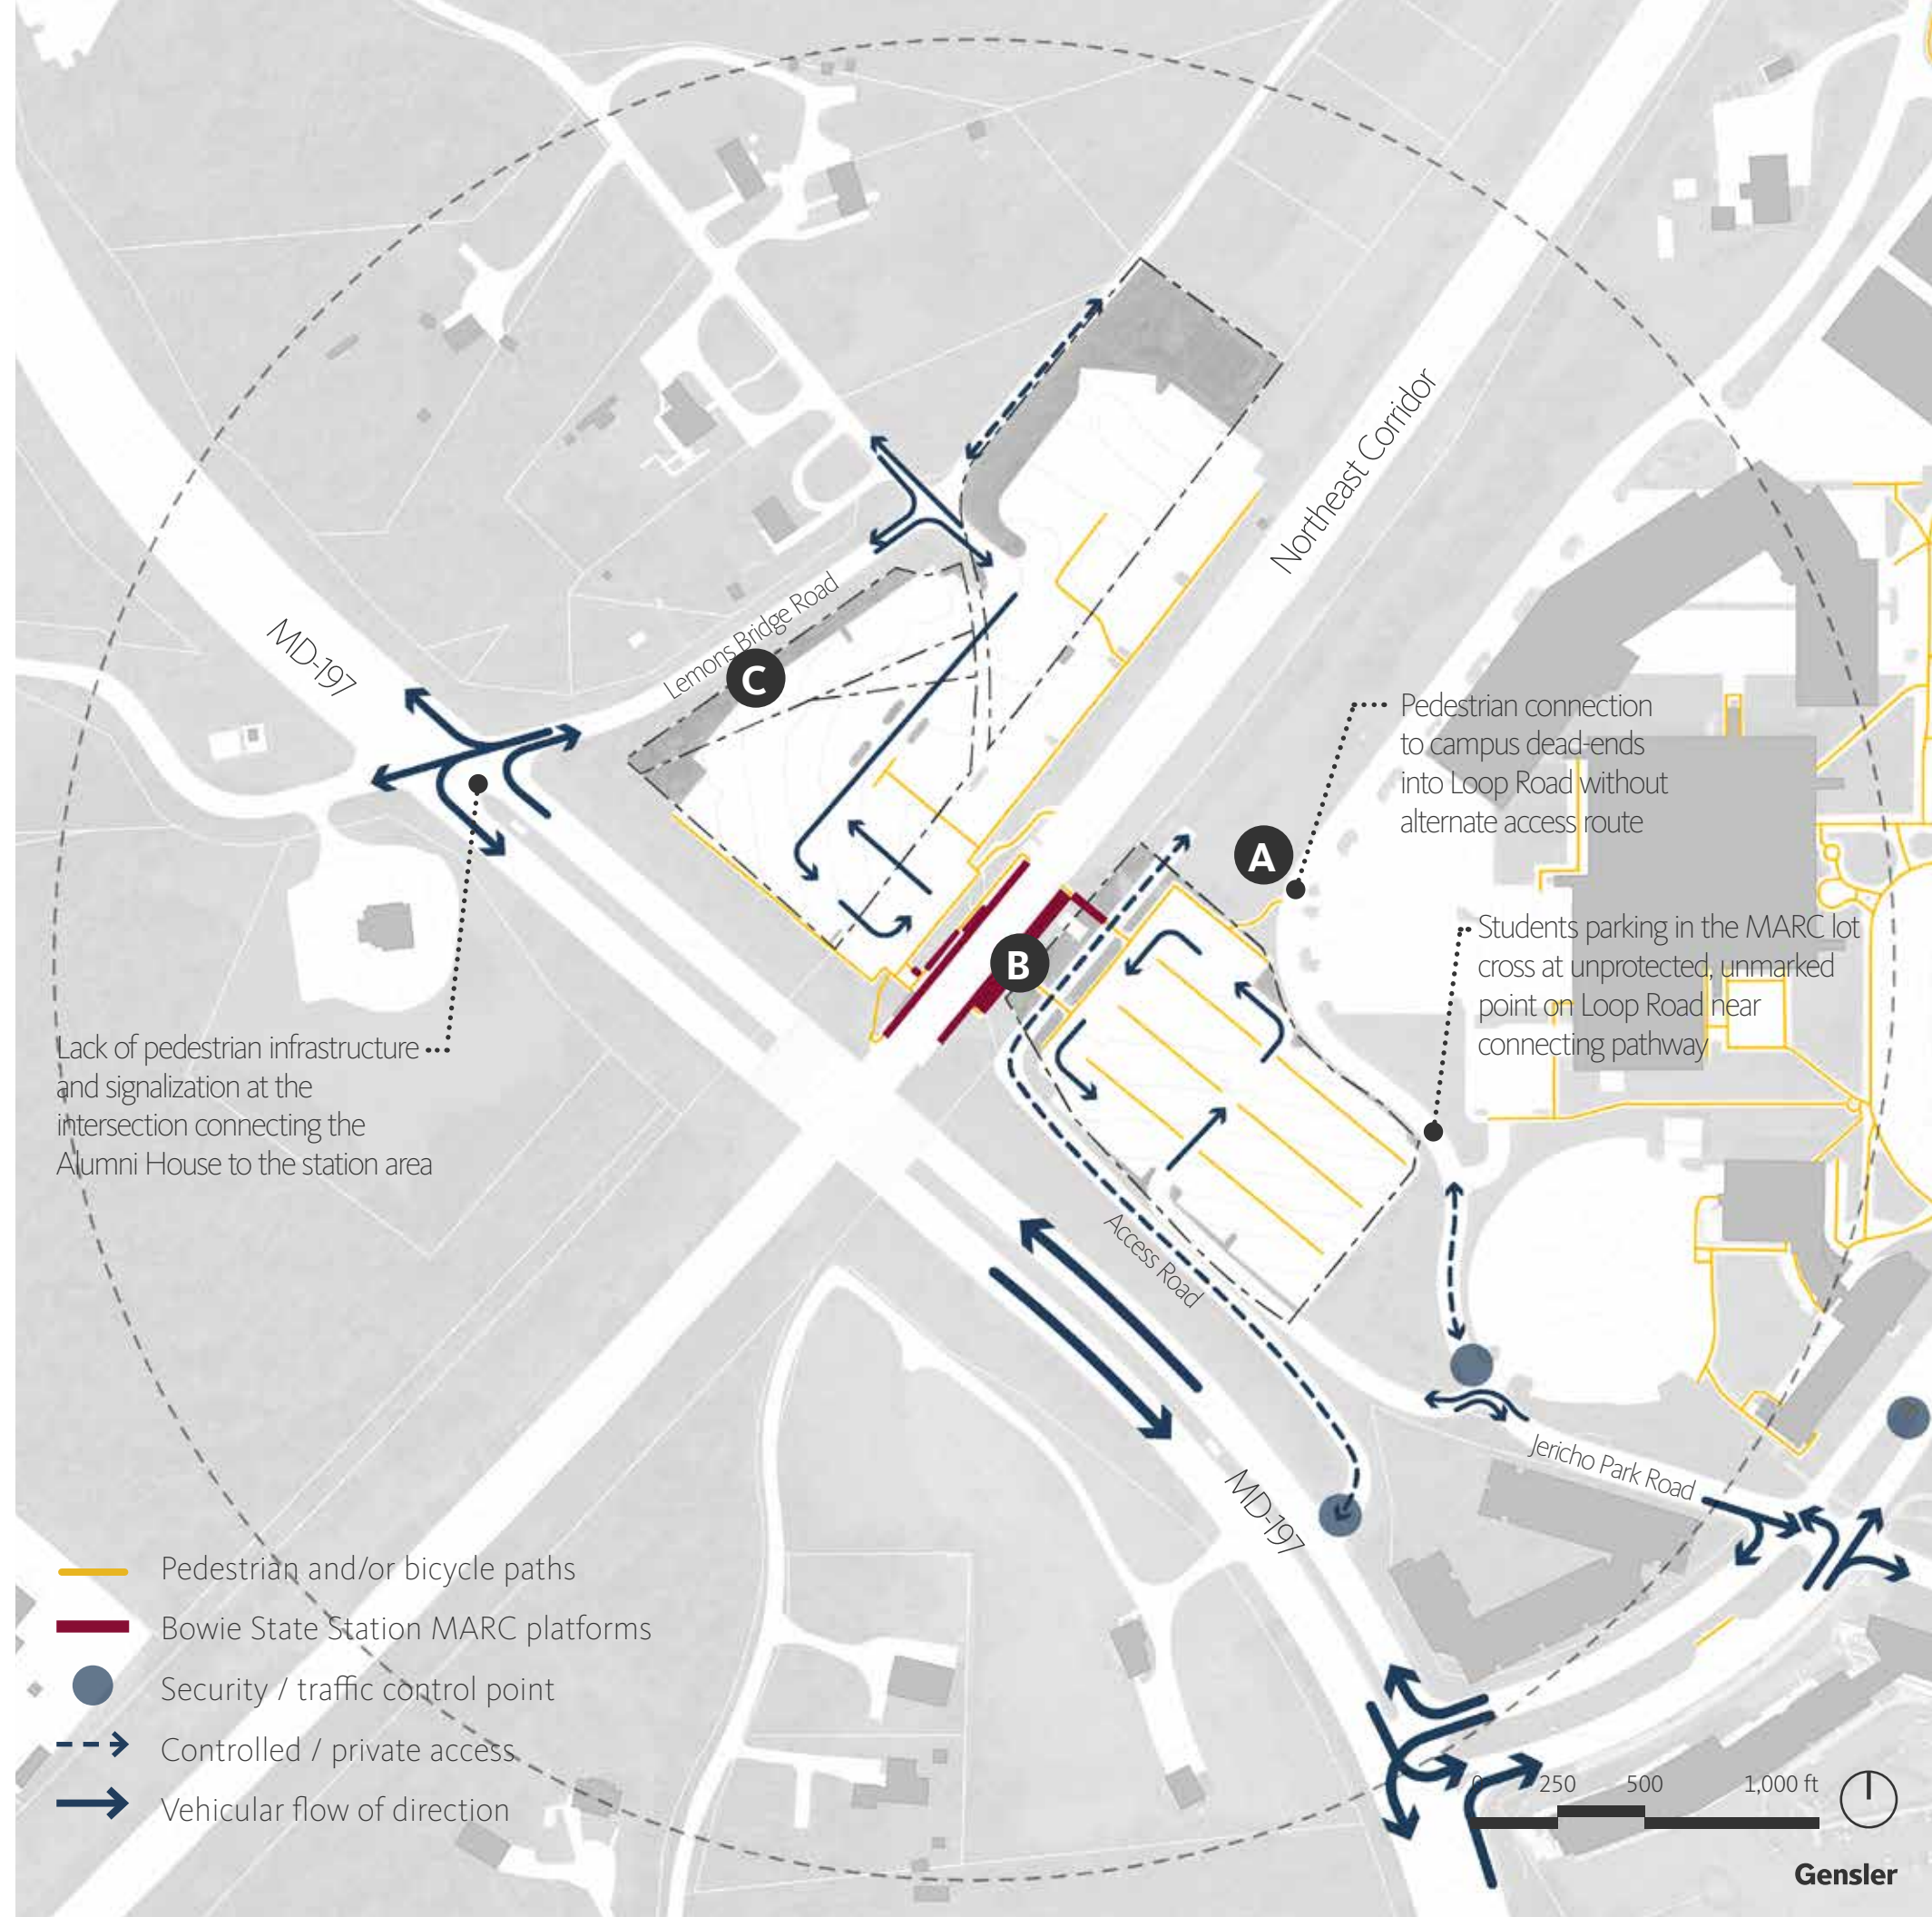 Northeast Corridor
MD-197
Lemons Bridge Road
C
Pedestrian connection
to campus dead-ends
into Loop Road without
alternate access route
A
Students parking in the MARC lot
cross at unprotected, unmarked
point on Loop Road near
connecting pathway
B
Lack of pedestrian infrastructure
and signalization at the
intersection connecting the
Alumni House to the station area
Access Road
Jericho Park Road
MD-197
Pedestrian and/or bicycle paths
Bowie State Station MARC platforms
Security / traffic control point
Controlled / private access
Vehicular flow of direction
0 250 500 1,000 ft
Gensler